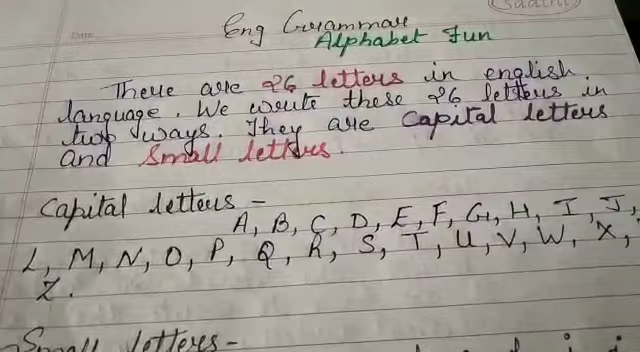 (Saadhi)
Eng Grammar
Alphabet Fun
There are 26 letters in english
language. We write these 26 letters in
two ways. They are Capital letters
and Small letters.
Capital letters -
A, B, C, D, E, F, G, H, I, J,
L, M, N, O, P, Q, R, S, T, U, V, W, X,
Z.
Small letters-